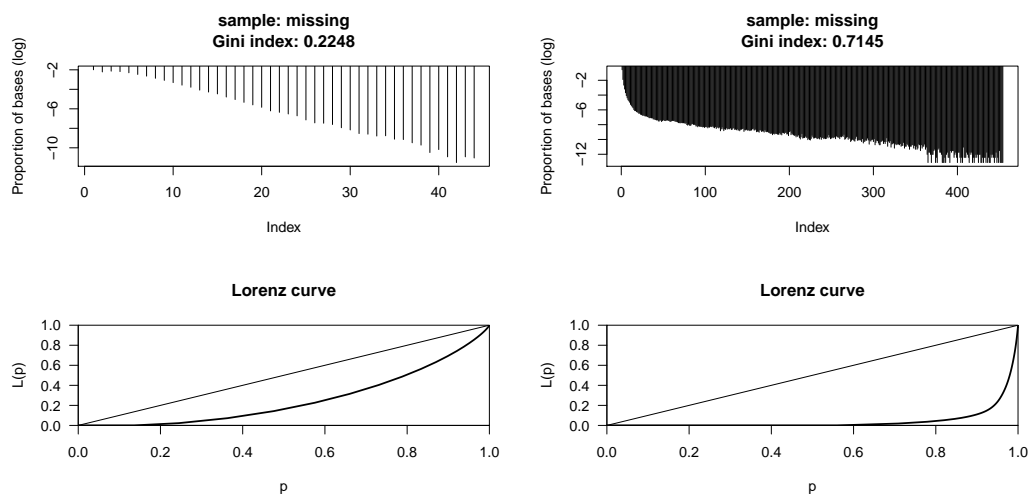 sample: missing
Gini index: 0.2248
Proportion of bases (log)
−2
−6
−10
0 10 20 30 40
Index
sample: missing
Gini index: 0.7145
Proportion of bases (log)
−2
−6
−12
0 100 200 300 400
Index
Lorenz curve
L(p)
1.0
0.8
0.6
0.4
0.2
0.0
0.0 0.2 0.4 0.6 0.8 1.0
p
Lorenz curve
L(p)
1.0
0.8
0.6
0.4
0.2
0.0
0.0 0.2 0.4 0.6 0.8 1.0
p